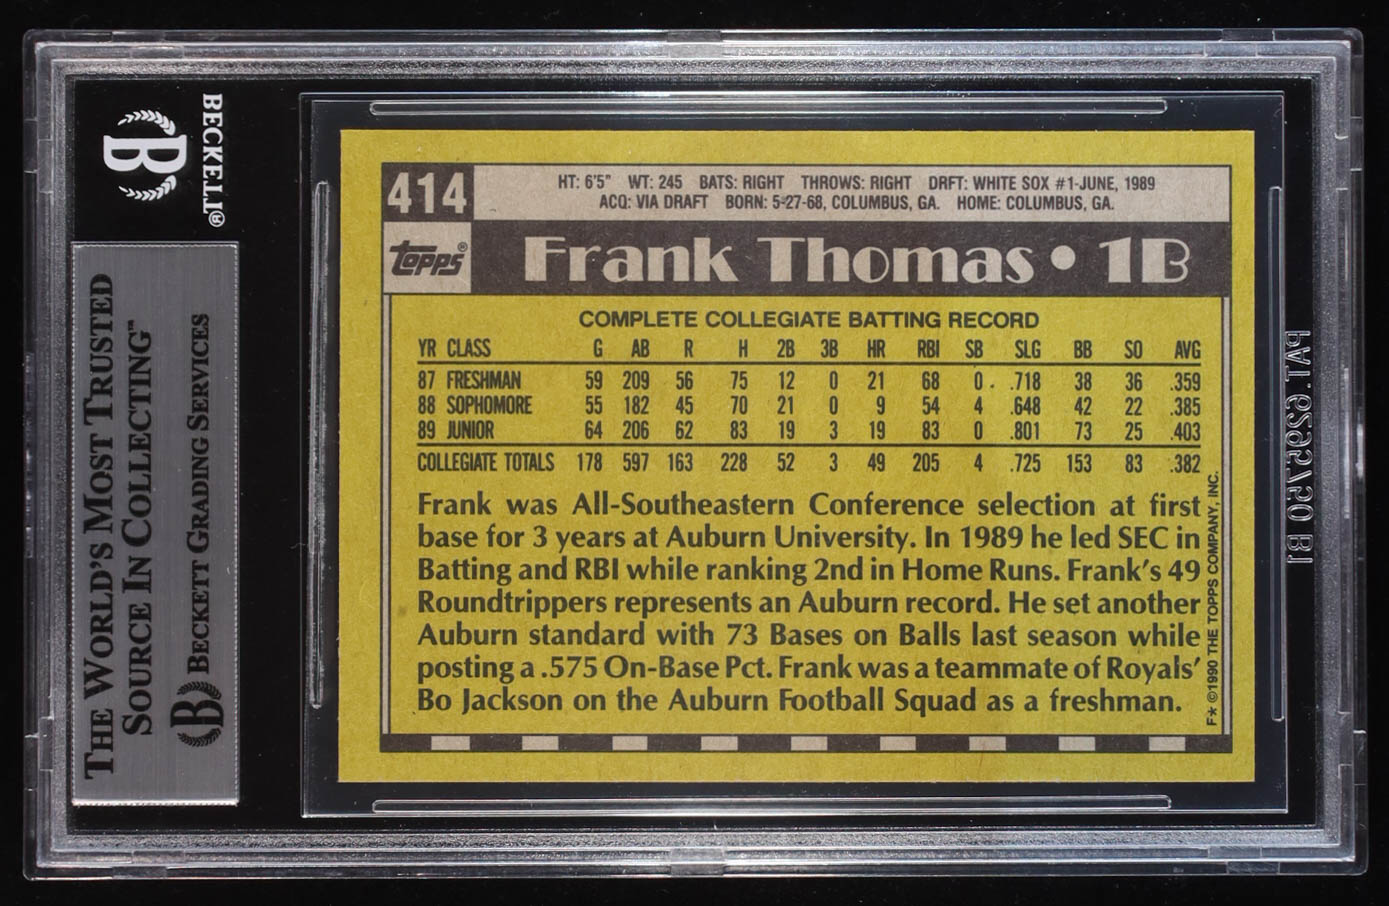 BECKETT®
B
THE WORLD'S MOST TRUSTED
SOURCE IN COLLECTING™
B BECKETT GRADING SERVICES
414
HT: 6'5" WT: 245 BATS: RIGHT THROWS: RIGHT DRFT: WHITE SOX #1-JUNE, 1989
ACQ: VIA DRAFT BORN: 5-27-68, COLUMBUS, GA. HOME: COLUMBUS, GA.
Topps®
Frank Thomas • 1B
COMPLETE COLLEGIATE BATTING RECORD
YR CLASS G AB R H 2B 3B HR RBI SB SLG BB SO AVG
87 FRESHMAN 59 209 56 75 12 0 21 68 0 .718 38 36 .359
88 SOPHOMORE 55 182 45 70 21 0 9 54 4 .648 42 22 .385
89 JUNIOR 64 206 62 83 19 3 19 83 0 .801 73 25 .403
COLLEGIATE TOTALS 178 597 163 228 52 3 49 205 4 .725 153 83 .382
Frank was All-Southeastern Conference selection at first
base for 3 years at Auburn University. In 1989 he led SEC in
Batting and RBI while ranking 2nd in Home Runs. Frank's 49
Roundtrippers represents an Auburn record. He set another
Auburn standard with 73 Bases on Balls last season while
posting a .575 On-Base Pct. Frank was a teammate of Royals'
Bo Jackson on the Auburn Football Squad as a freshman.
F★ ©1990 THE TOPPS COMPANY, INC.